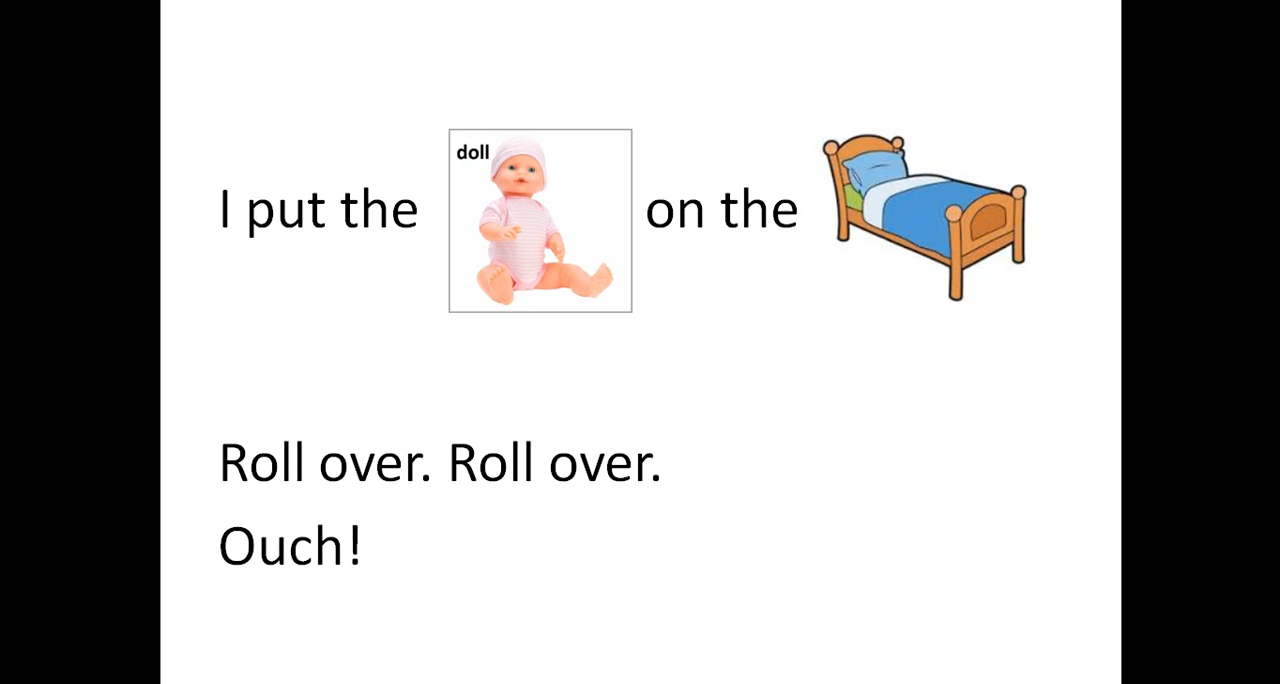 I put the doll on the
Roll over. Roll over.
Ouch!